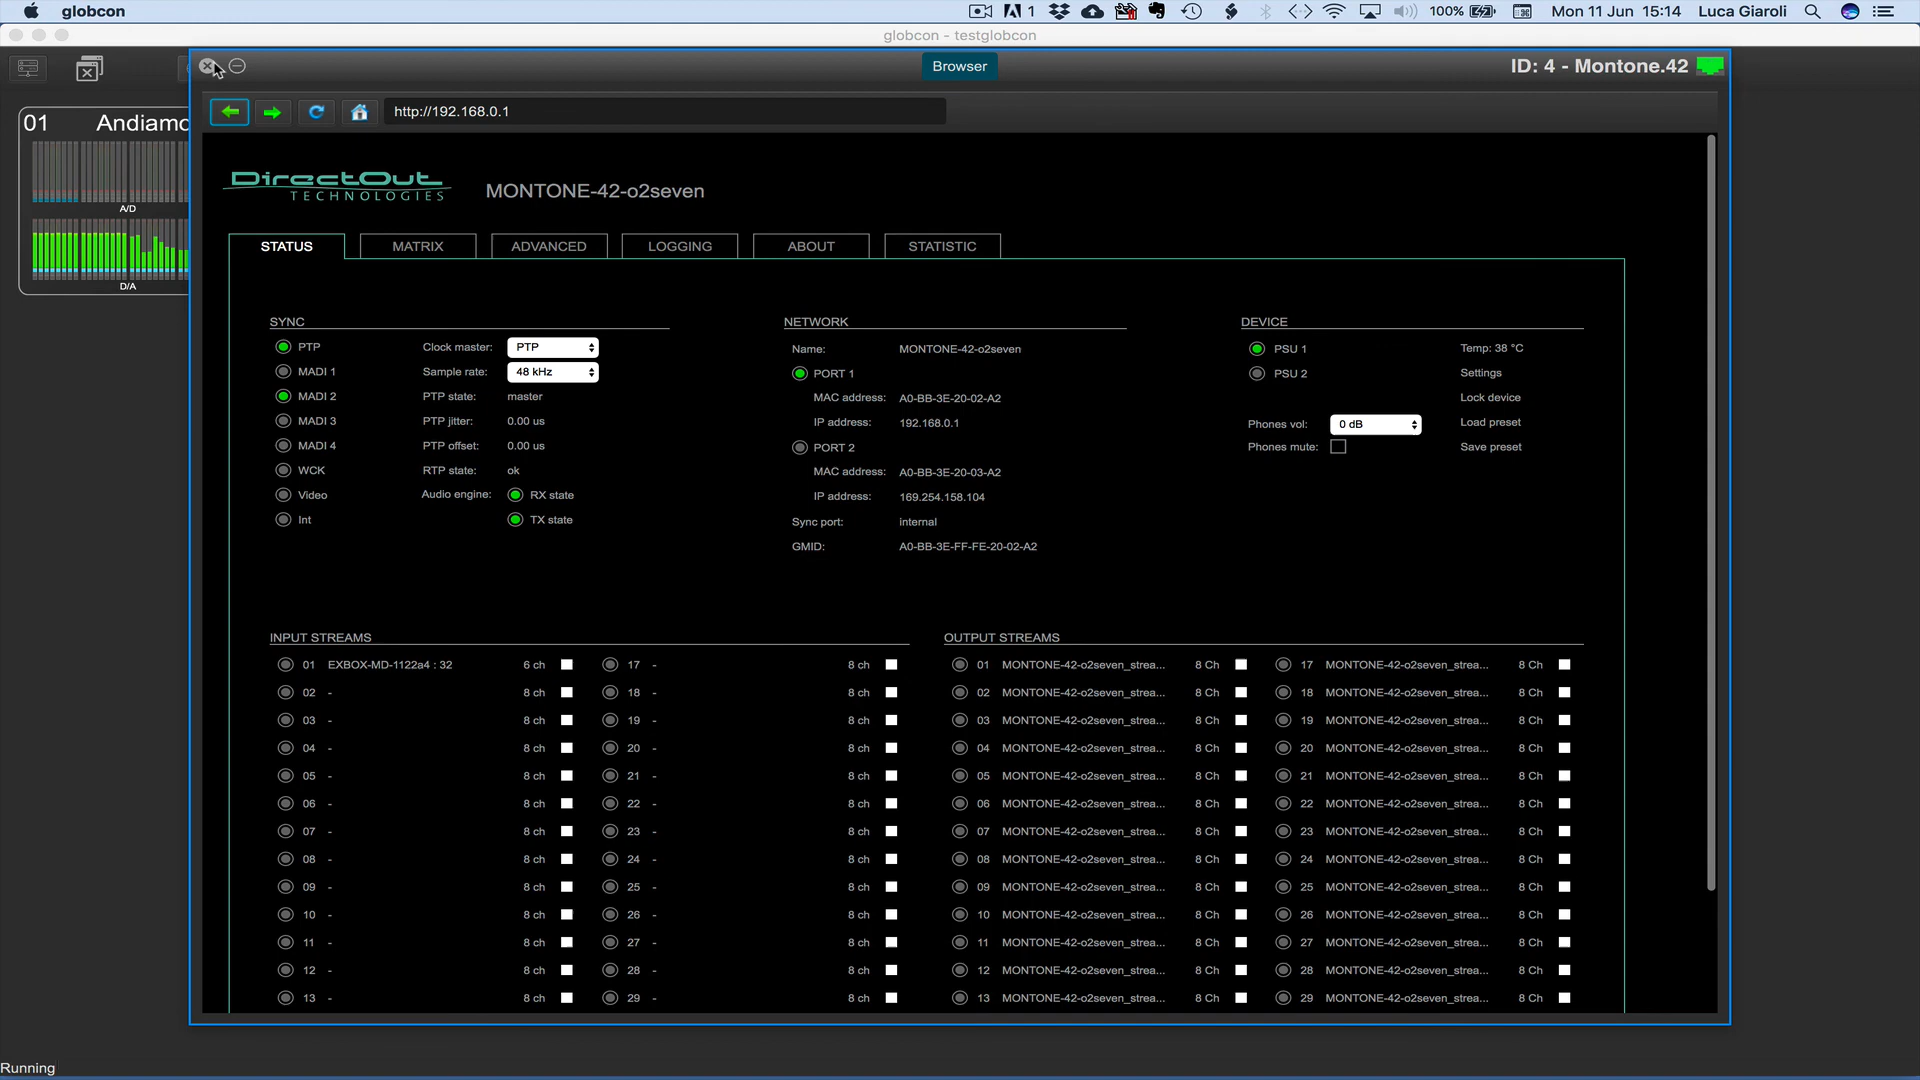 globcon
1
100%
Mon 11 Jun 15:14
Luca Giaroli
globcon - testglobcon
Browser
ID: 4 - Montone.42
http://192.168.0.1
01 Andiamo
A/D
D/A
DirectOut
TECHNOLOGIES
MONTONE-42-o2seven
STATUS
MATRIX
ADVANCED
LOGGING
ABOUT
STATISTIC
SYNC
PTP
MADI 1
MADI 2
MADI 3
MADI 4
WCK
Video
Int
Clock master: PTP
Sample rate: 48 kHz
PTP state: master
PTP jitter: 0.00 us
PTP offset: 0.00 us
RTP state: ok
Audio engine: RX state
TX state
NETWORK
Name: MONTONE-42-o2seven
PORT 1
MAC address: A0-BB-3E-20-02-A2
IP address: 192.168.0.1
PORT 2
MAC address: A0-BB-3E-20-03-A2
IP address: 169.254.158.104
Sync port: internal
GMID: A0-BB-3E-FF-FE-20-02-A2
DEVICE
PSU 1
PSU 2
Phones vol: 0 dB
Phones mute:
Temp: 38 °C
Settings
Lock device
Load preset
Save preset
INPUT STREAMS
01 EXBOX-MD-1122a4 : 32 6 ch
02 - 8 ch
03 - 8 ch
04 - 8 ch
05 - 8 ch
06 - 8 ch
07 - 8 ch
08 - 8 ch
09 - 8 ch
10 - 8 ch
11 - 8 ch
12 - 8 ch
13 - 8 ch
17 - 8 ch
18 - 8 ch
19 - 8 ch
20 - 8 ch
21 - 8 ch
22 - 8 ch
23 - 8 ch
24 - 8 ch
25 - 8 ch
26 - 8 ch
27 - 8 ch
28 - 8 ch
29 - 8 ch
OUTPUT STREAMS
01 MONTONE-42-o2seven_strea... 8 Ch
02 MONTONE-42-o2seven_strea... 8 Ch
03 MONTONE-42-o2seven_strea... 8 Ch
04 MONTONE-42-o2seven_strea... 8 Ch
05 MONTONE-42-o2seven_strea... 8 Ch
06 MONTONE-42-o2seven_strea... 8 Ch
07 MONTONE-42-o2seven_strea... 8 Ch
08 MONTONE-42-o2seven_strea... 8 Ch
09 MONTONE-42-o2seven_strea... 8 Ch
10 MONTONE-42-o2seven_strea... 8 Ch
11 MONTONE-42-o2seven_strea... 8 Ch
12 MONTONE-42-o2seven_strea... 8 Ch
13 MONTONE-42-o2seven_strea... 8 Ch
17 MONTONE-42-o2seven_strea... 8 Ch
18 MONTONE-42-o2seven_strea... 8 Ch
19 MONTONE-42-o2seven_strea... 8 Ch
20 MONTONE-42-o2seven_strea... 8 Ch
21 MONTONE-42-o2seven_strea... 8 Ch
22 MONTONE-42-o2seven_strea... 8 Ch
23 MONTONE-42-o2seven_strea... 8 Ch
24 MONTONE-42-o2seven_strea... 8 Ch
25 MONTONE-42-o2seven_strea... 8 Ch
26 MONTONE-42-o2seven_strea... 8 Ch
27 MONTONE-42-o2seven_strea... 8 Ch
28 MONTONE-42-o2seven_strea... 8 Ch
29 MONTONE-42-o2seven_strea... 8 Ch
Running